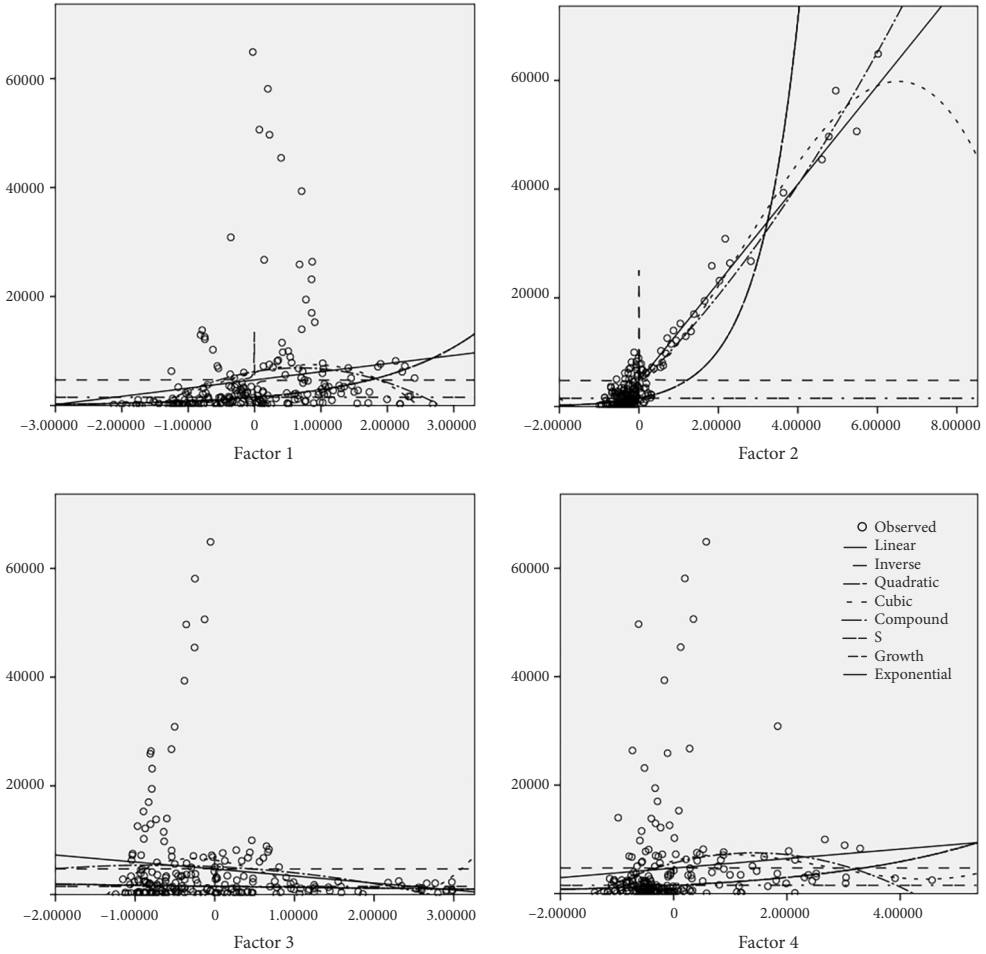 60000
40000
20000
−3.00000 −2.00000 −1.00000 0 1.00000 2.00000 3.00000
Factor 1
60000
40000
20000
0
−2.00000 0 2.00000 4.00000 6.00000 8.00000
Factor 2
60000
40000
20000
0
−2.00000 −1.00000 0 1.00000 2.00000 3.00000
Factor 3
60000
40000
20000
0
−2.00000 0 2.00000 4.00000
Factor 4
Observed
Linear
Inverse
Quadratic
Cubic
Compound
S
Growth
Exponential